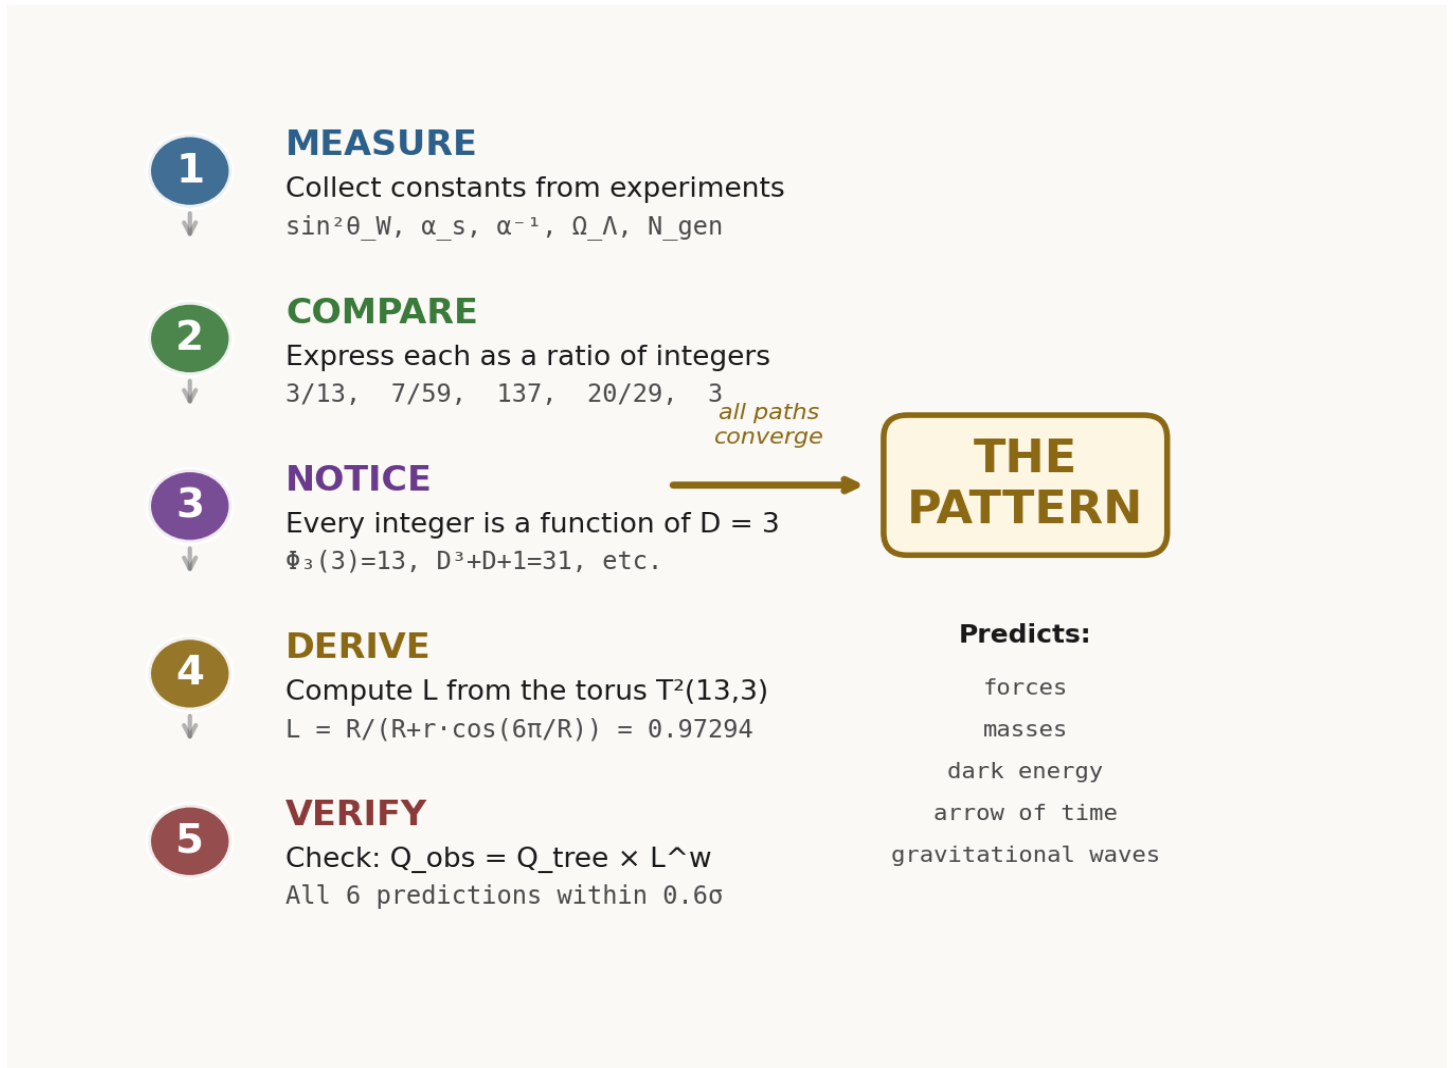 1
MEASURE
Collect constants from experiments
sin²θ_W, α_s, α⁻¹, Ω_Λ, N_gen
2
COMPARE
Express each as a ratio of integers
3/13,  7/59,  137,  20/29,  3
all paths
converge
3
NOTICE
Every integer is a function of D = 3
Φ₃(3)=13, D³+D+1=31, etc.
THE
PATTERN
4
DERIVE
Compute L from the torus T²(13,3)
L = R/(R+r·cos(6π/R)) = 0.97294
5
VERIFY
Check: Q_obs = Q_tree × L^w
All 6 predictions within 0.6σ
Predicts:
forces
masses
dark energy
arrow of time
gravitational waves